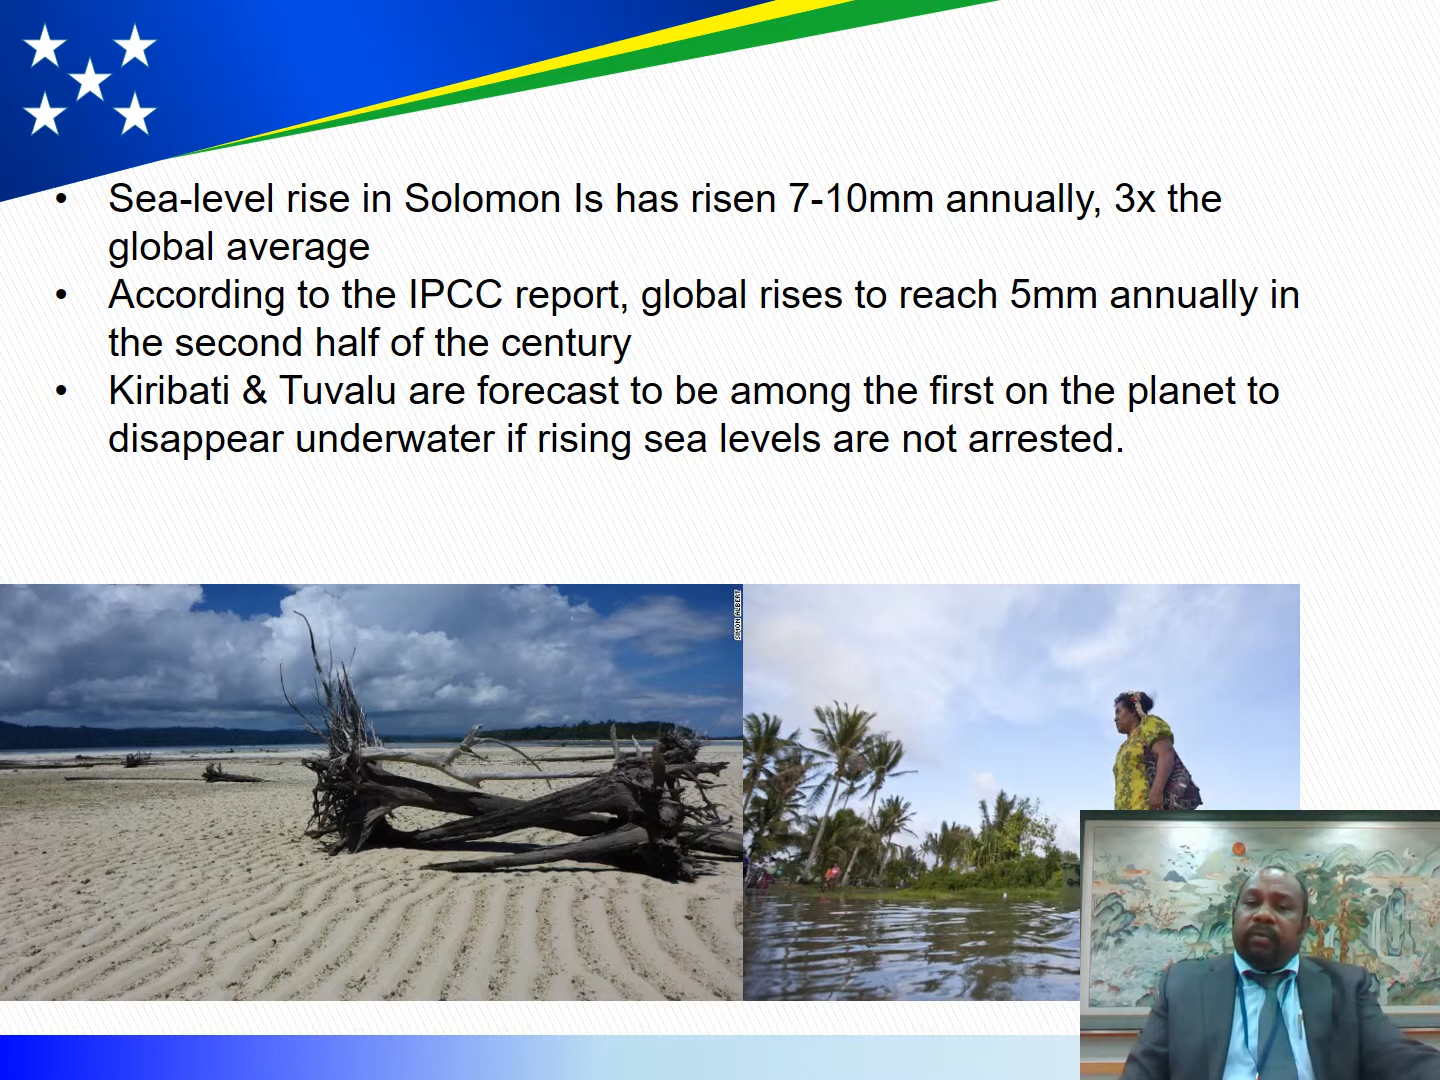 • Sea-level rise in Solomon Is has risen 7-10mm annually, 3x the
global average
• According to the IPCC report, global rises to reach 5mm annually in
the second half of the century
• Kiribati & Tuvalu are forecast to be among the first on the planet to
disappear underwater if rising sea levels are not arrested.
SIMON ALBERT